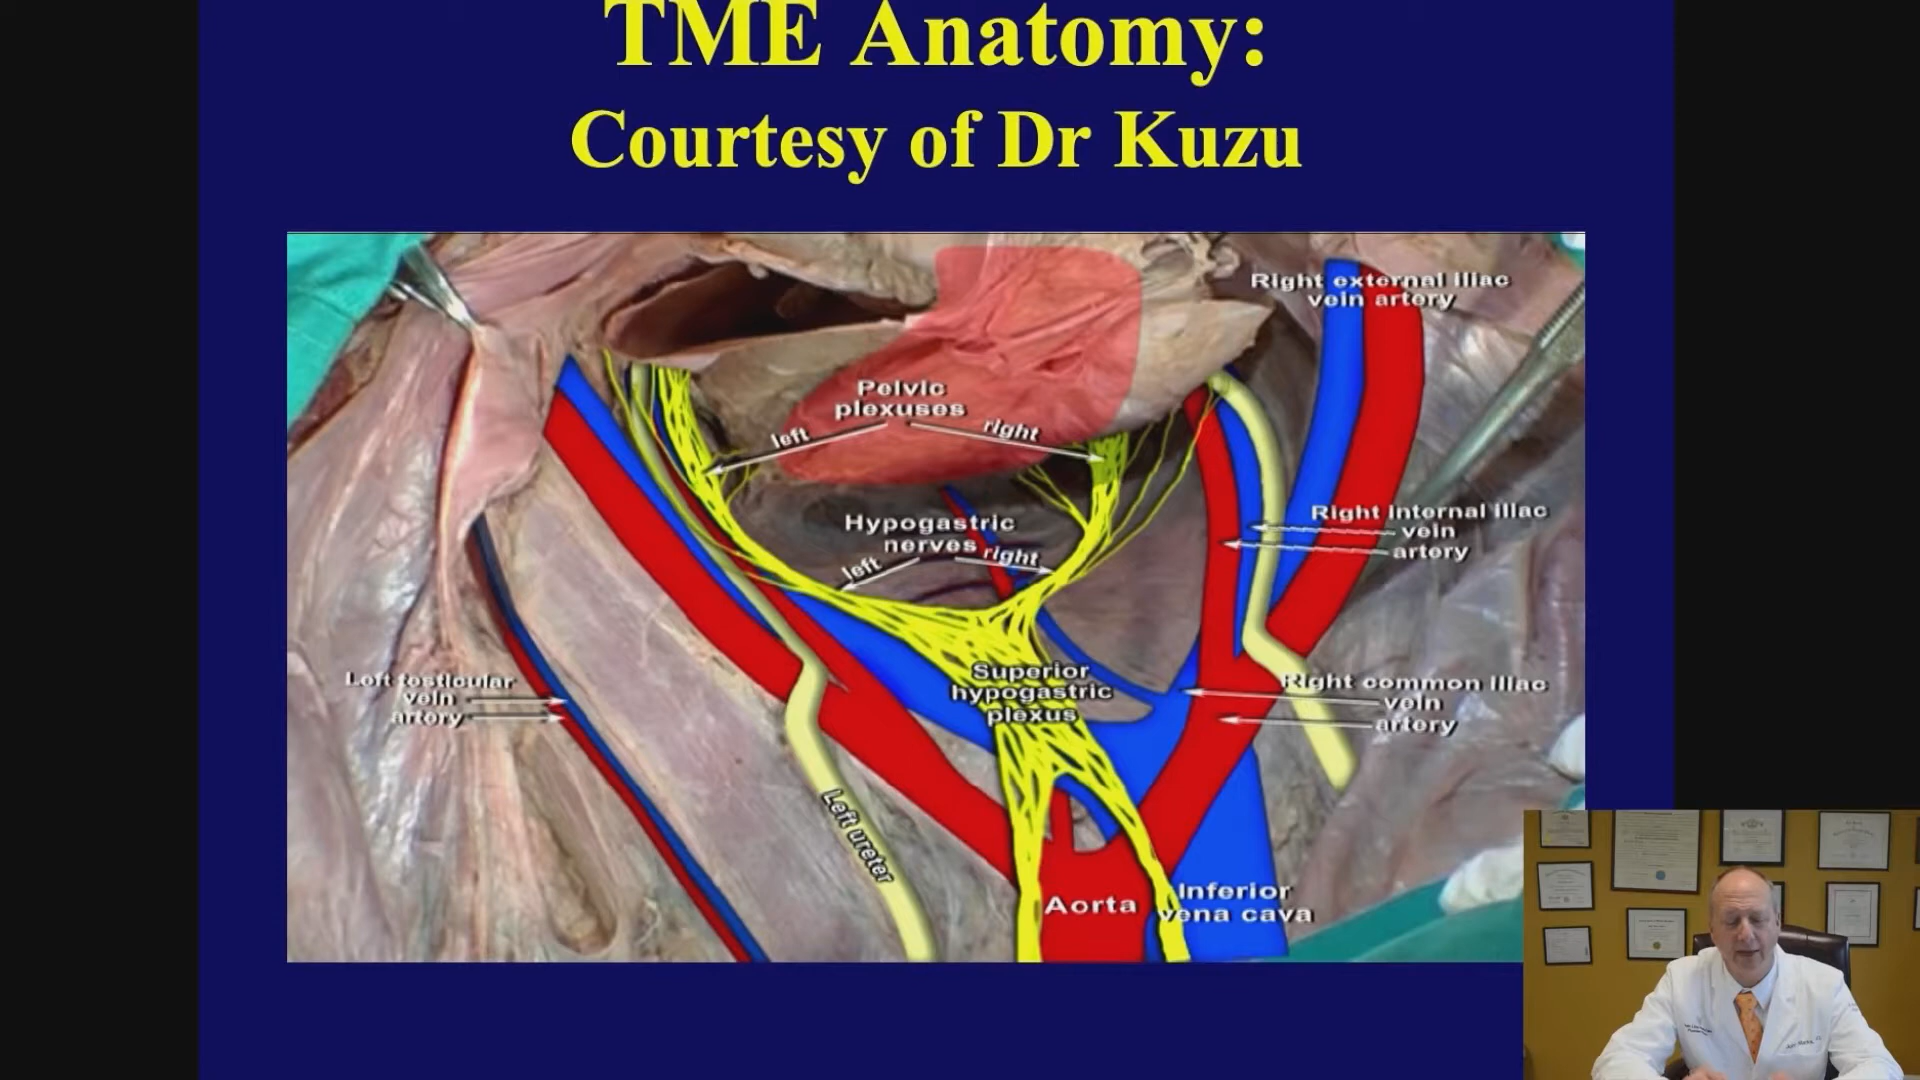 TME Anatomy:
Courtesy of Dr Kuzu
Right external iliac
vein artery
Pelvic
plexuses
left
right
Hypogastric
nerves
left
right
Right internal iliac
vein
artery
Left testicular
vein
artery
Superior
hypogastric
plexus
Right common iliac
vein
artery
Left ureter
Aorta
Inferior
vena cava